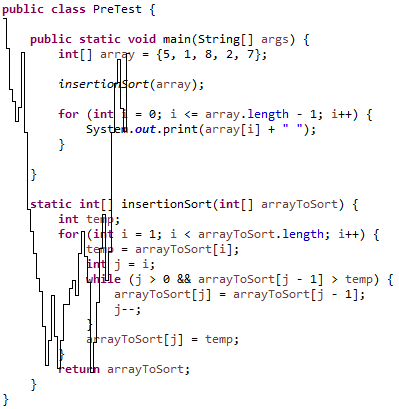 public class PreTest {
public static void main(String[] args) {
int[] array = {5, 1, 8, 2, 7};
insertionSort(array);
for (int i = 0; i <= array.length - 1; i++) {
System.out.print(array[i] + " ");
}
}
static int[] insertionSort(int[] arrayToSort) {
int temp;
for (int i = 1; i < arrayToSort.length; i++) {
temp = arrayToSort[i];
int j = i;
while (j > 0 && arrayToSort[j - 1] > temp) {
arrayToSort[j] = arrayToSort[j - 1];
j--;
}
arrayToSort[j] = temp;
}
return arrayToSort;
}
}